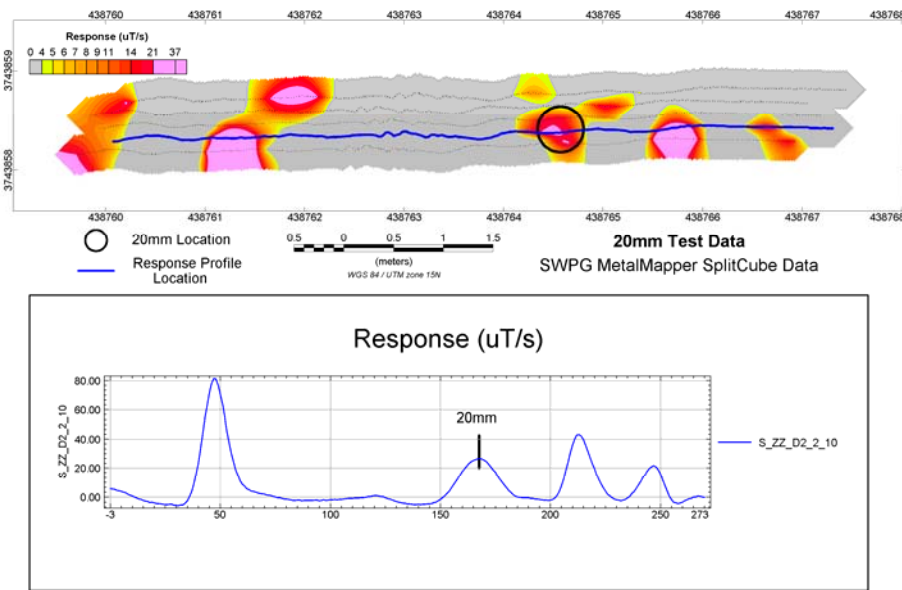 438760 438761 438762 438763 438764 438765 438766 438767 438768
Response (uT/s)
0 4 5 6 7 8 9 11 14 21 37
3743859
3743858
438760 438761 438762 438763 438764 438765 438766 438767 438768
20mm Location
Response Profile
Location
0.5 0 0.5 1 1.5
(meters)
WGS 84 / UTM zone 15N
20mm Test Data
SWPG MetalMapper SplitCube Data
Response (uT/s)
S_ZZ_D2_2_10
80.00
60.00
40.00
20.00
0.00
20mm
S_ZZ_D2_2_10
-3 50 100 150 200 250 273